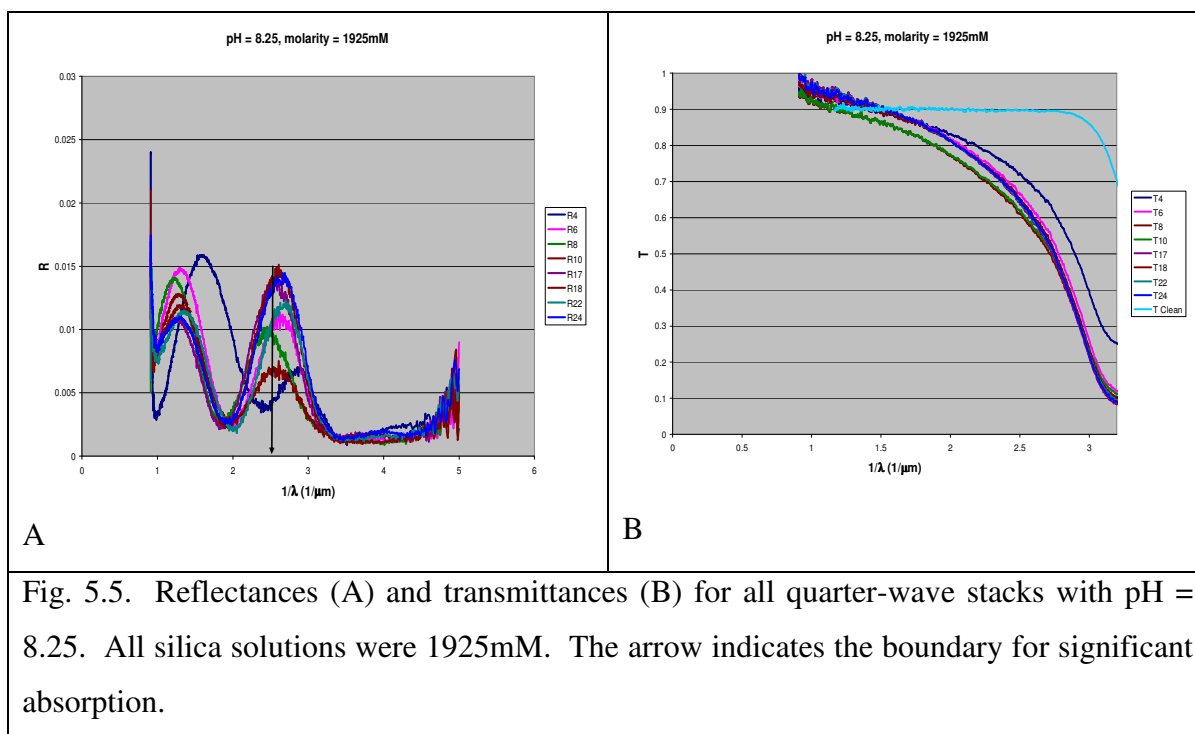 pH = 8.25, molarity = 1925mM
0.03
0.025
0.02
0.015
0.01
0.005
0
R
0 1 2 3 4 5 6
1/λ (1/µm)
R4
R6
R8
R10
R17
R18
R22
R24
A
pH = 8.25, molarity = 1925mM
1
0.9
0.8
0.7
0.6
0.5
0.4
0.3
0.2
0.1
0
T
0 0.5 1 1.5 2 2.5 3
1/λ (1/µm)
T4
T6
T8
T10
T17
T18
T22
T24
T Clean
B
Fig. 5.5. Reflectances (A) and transmittances (B) for all quarter-wave stacks with pH =
8.25. All silica solutions were 1925mM. The arrow indicates the boundary for significant
absorption.